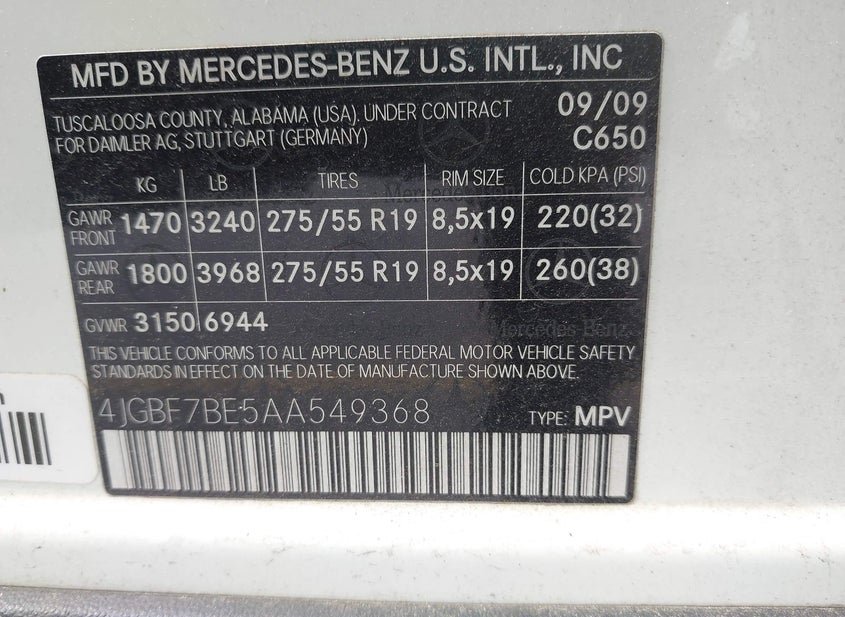 MFD BY MERCEDES-BENZ U.S. INTL., INC
TUSCALOOSA COUNTY, ALABAMA (USA). UNDER CONTRACT 09/09
FOR DAIMLER AG, STUTTGART (GERMANY) C650
KG LB TIRES RIM SIZE COLD KPA (PSI)
GAWR FRONT 1470 3240 275/55 R19 8,5x19 220(32)
GAWR REAR 1800 3968 275/55 R19 8,5x19 260(38)
GVWR 3150 6944
THIS VEHICLE CONFORMS TO ALL APPLICABLE FEDERAL MOTOR VEHICLE SAFETY
STANDARDS IN EFFECT ON THE DATE OF MANUFACTURE SHOWN ABOVE.
4JGBF7BE5AA549368 TYPE: MPV